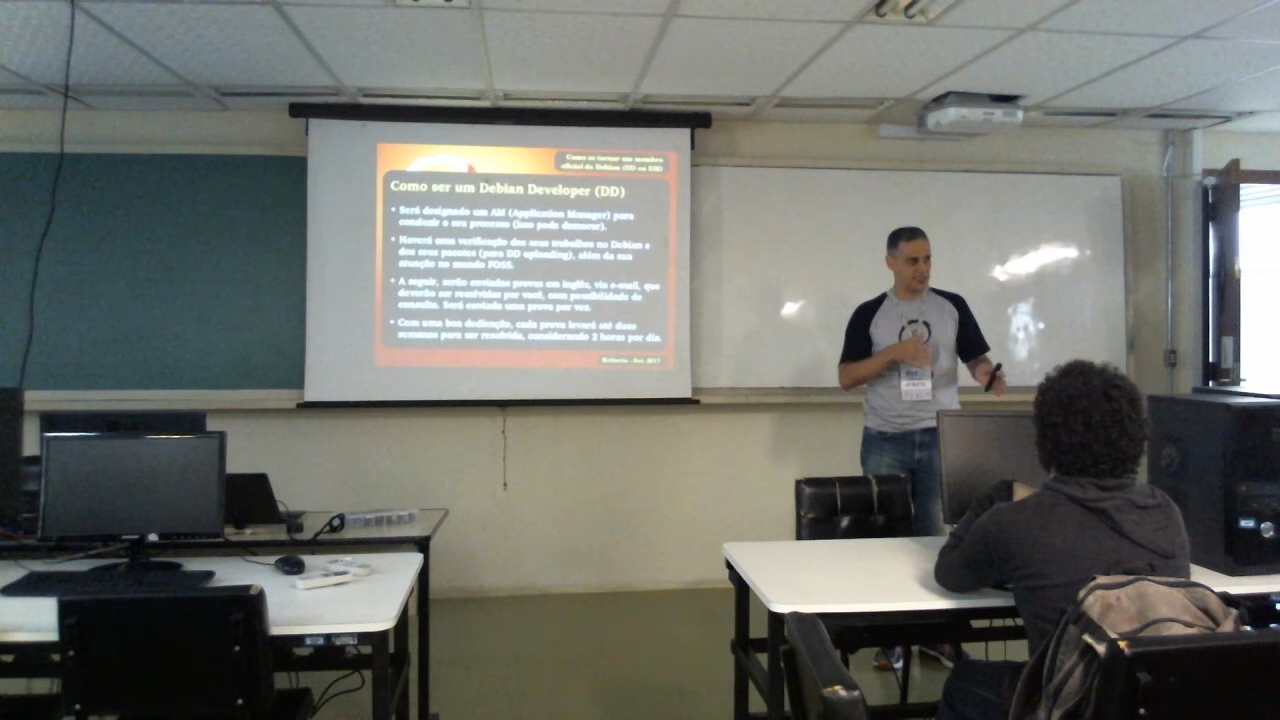 Como se tornar um membro
oficial do Debian (DD ou DM)
Como ser um Debian Developer (DD)
• Será designado um AM (Application Manager) para
conduzir o seu processo (isso pode demorar).
• Haverá uma verificação dos seus trabalhos no Debian e
dos seus pacotes (para DD uploading), além da sua
atuação no mundo FOSS.
• A seguir, serão enviadas provas em inglês, via e-mail, que
deverão ser resolvidas por você, com possibilidade de
consulta. Será enviada uma prova por vez.
• Com uma boa dedicação, cada prova levará até duas
semanas para ser resolvida, considerando 2 horas por dia.
2017